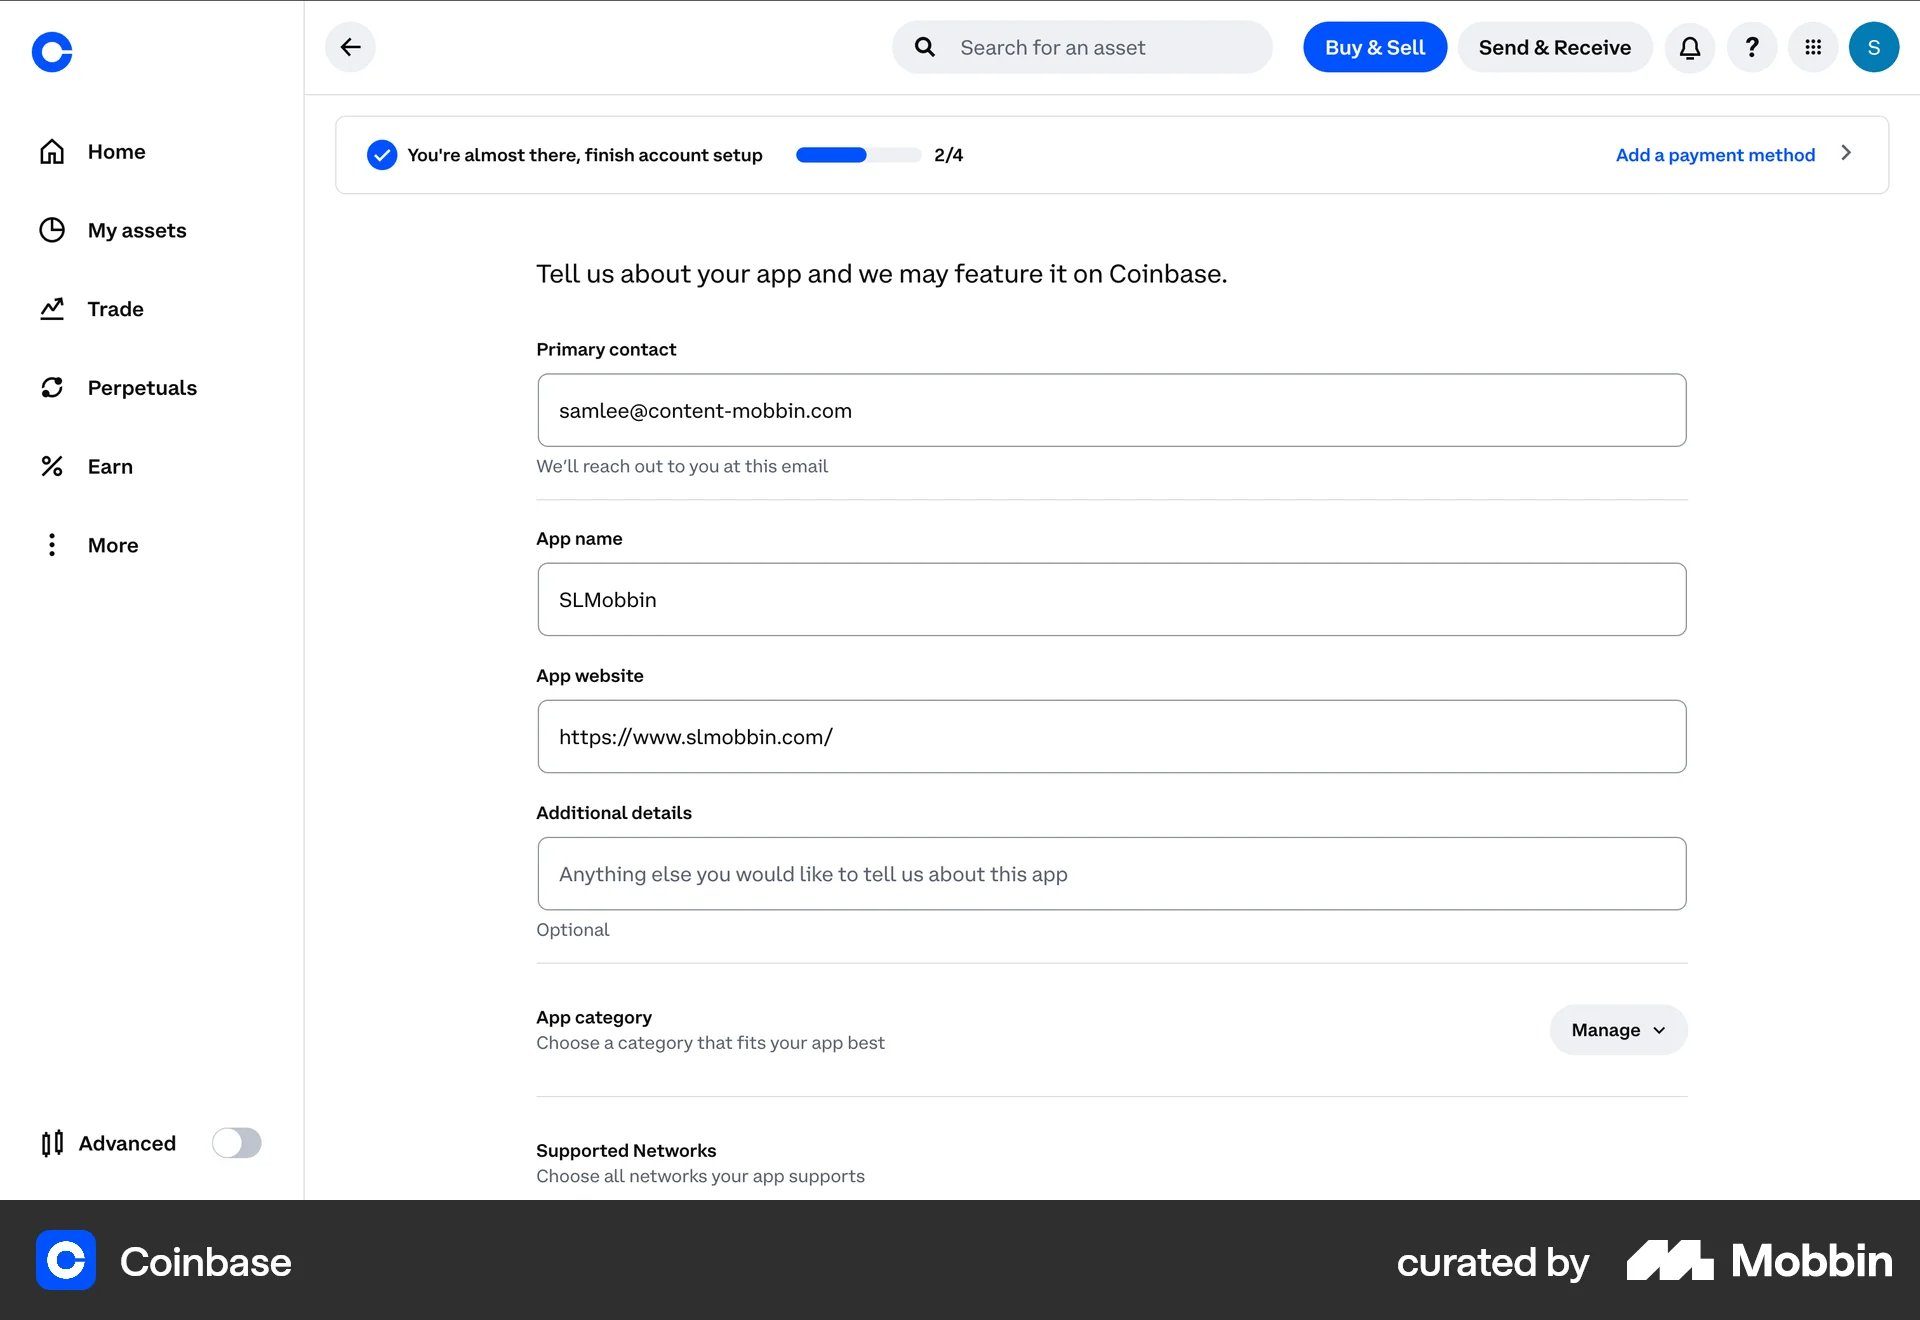 Search for an asset
Buy & Sell
Send & Receive
?
S
Home
My assets
Trade
Perpetuals
Earn
More
Advanced
You're almost there, finish account setup
2/4
Add a payment method
Tell us about your app and we may feature it on Coinbase.
Primary contact
samlee@content-mobbin.com
We’ll reach out to you at this email
App name
SLMobbin
App website
https://www.slmobbin.com/
Additional details
Anything else you would like to tell us about this app
Optional
App category
Choose a category that fits your app best
Manage
Supported Networks
Choose all networks your app supports
Coinbase
curated by
Mobbin